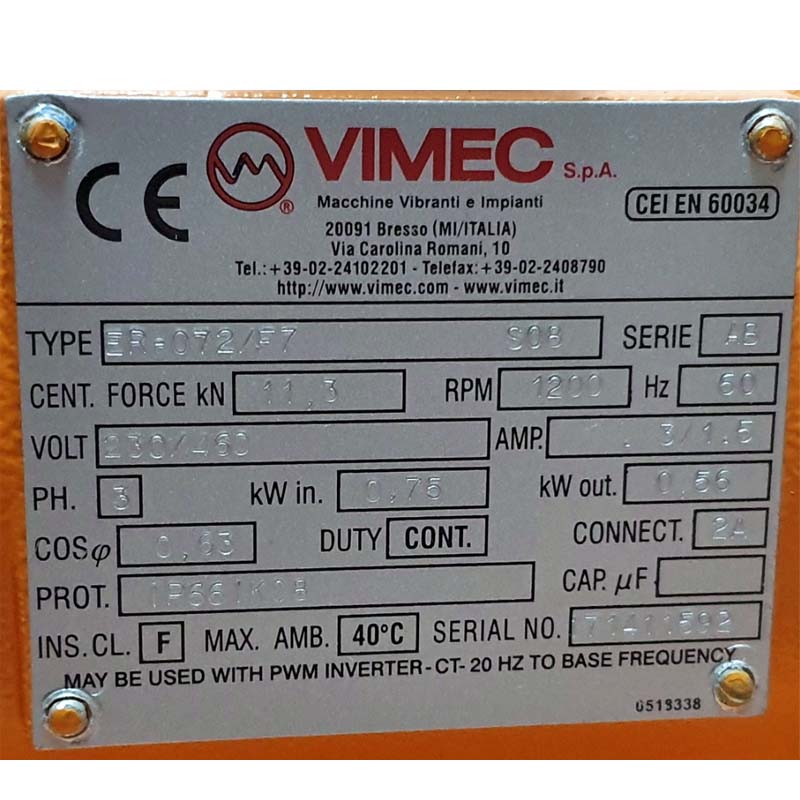 CE VIMEC S.p.A.
Macchine Vibranti e Impianti
CEI EN 60034
20091 Bresso (MI/ITALIA)
Via Carolina Romani, 10
Tel.:+39-02-24102201 - Telefax:+39-02-2408790
http://www.vimec.com - www.vimec.it
TYPE ER-072/F7 S08 SERIE AB
CENT. FORCE kN 11,3 RPM 1200 Hz 60
VOLT 230/460 AMP. 3/1.5
PH. 3 kW in. 0,75 kW out. 0,56
COSφ 0,63 DUTY CONT. CONNECT. 2A
PROT. IP661K08 CAP. μF
INS.CL. F MAX. AMB. 40°C SERIAL NO. 171411592
MAY BE USED WITH PWM INVERTER-CT-20 HZ TO BASE FREQUENCY
0518338
®